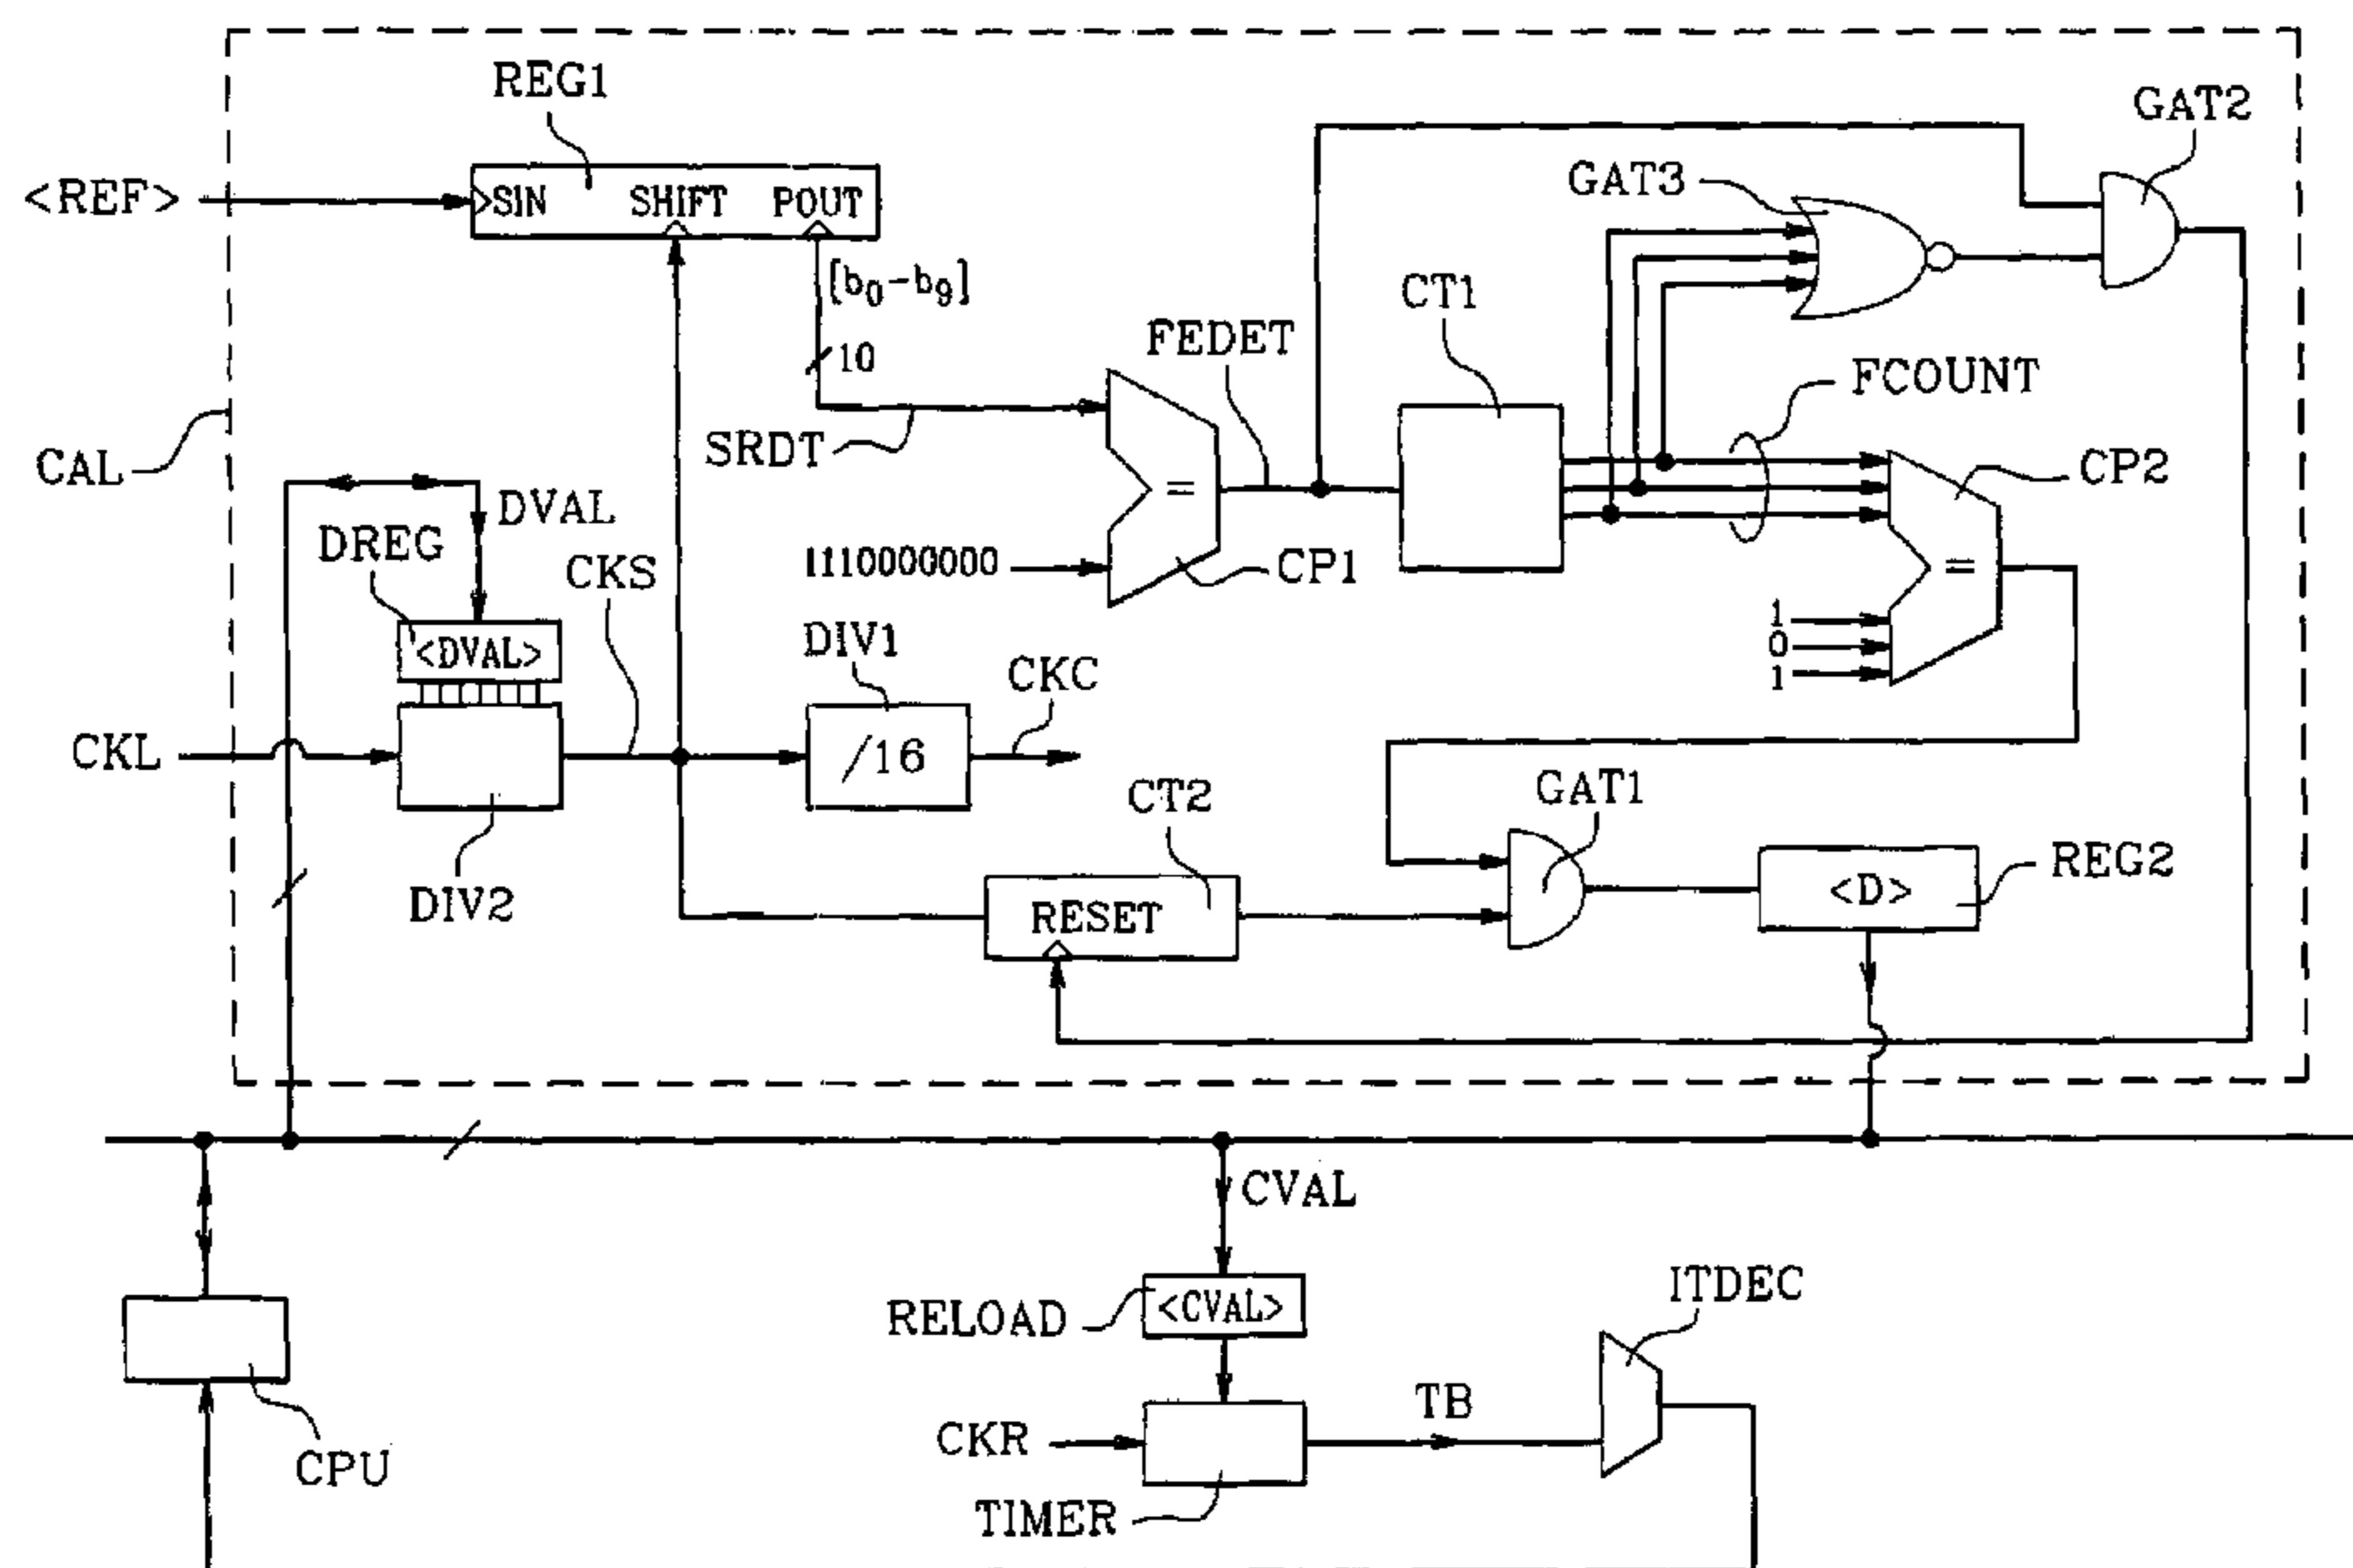 REG1
GAT2
<REF>
SIN SHIFT POUT
GAT3
[b0-b9]
CT1
10
FEDET
FCOUNT
SRDT
CAL
CP2
=
=
DVAL
DREG
CKS
1110000000
CP1
<DVAL>
DIV1
1
0
1
CKC
CKL
/16
CT2
GAT1
DIV2
RESET
<D>
REG2
CVAL
RELOAD
<CVAL>
ITDEC
TB
CKR
CPU
TIMER